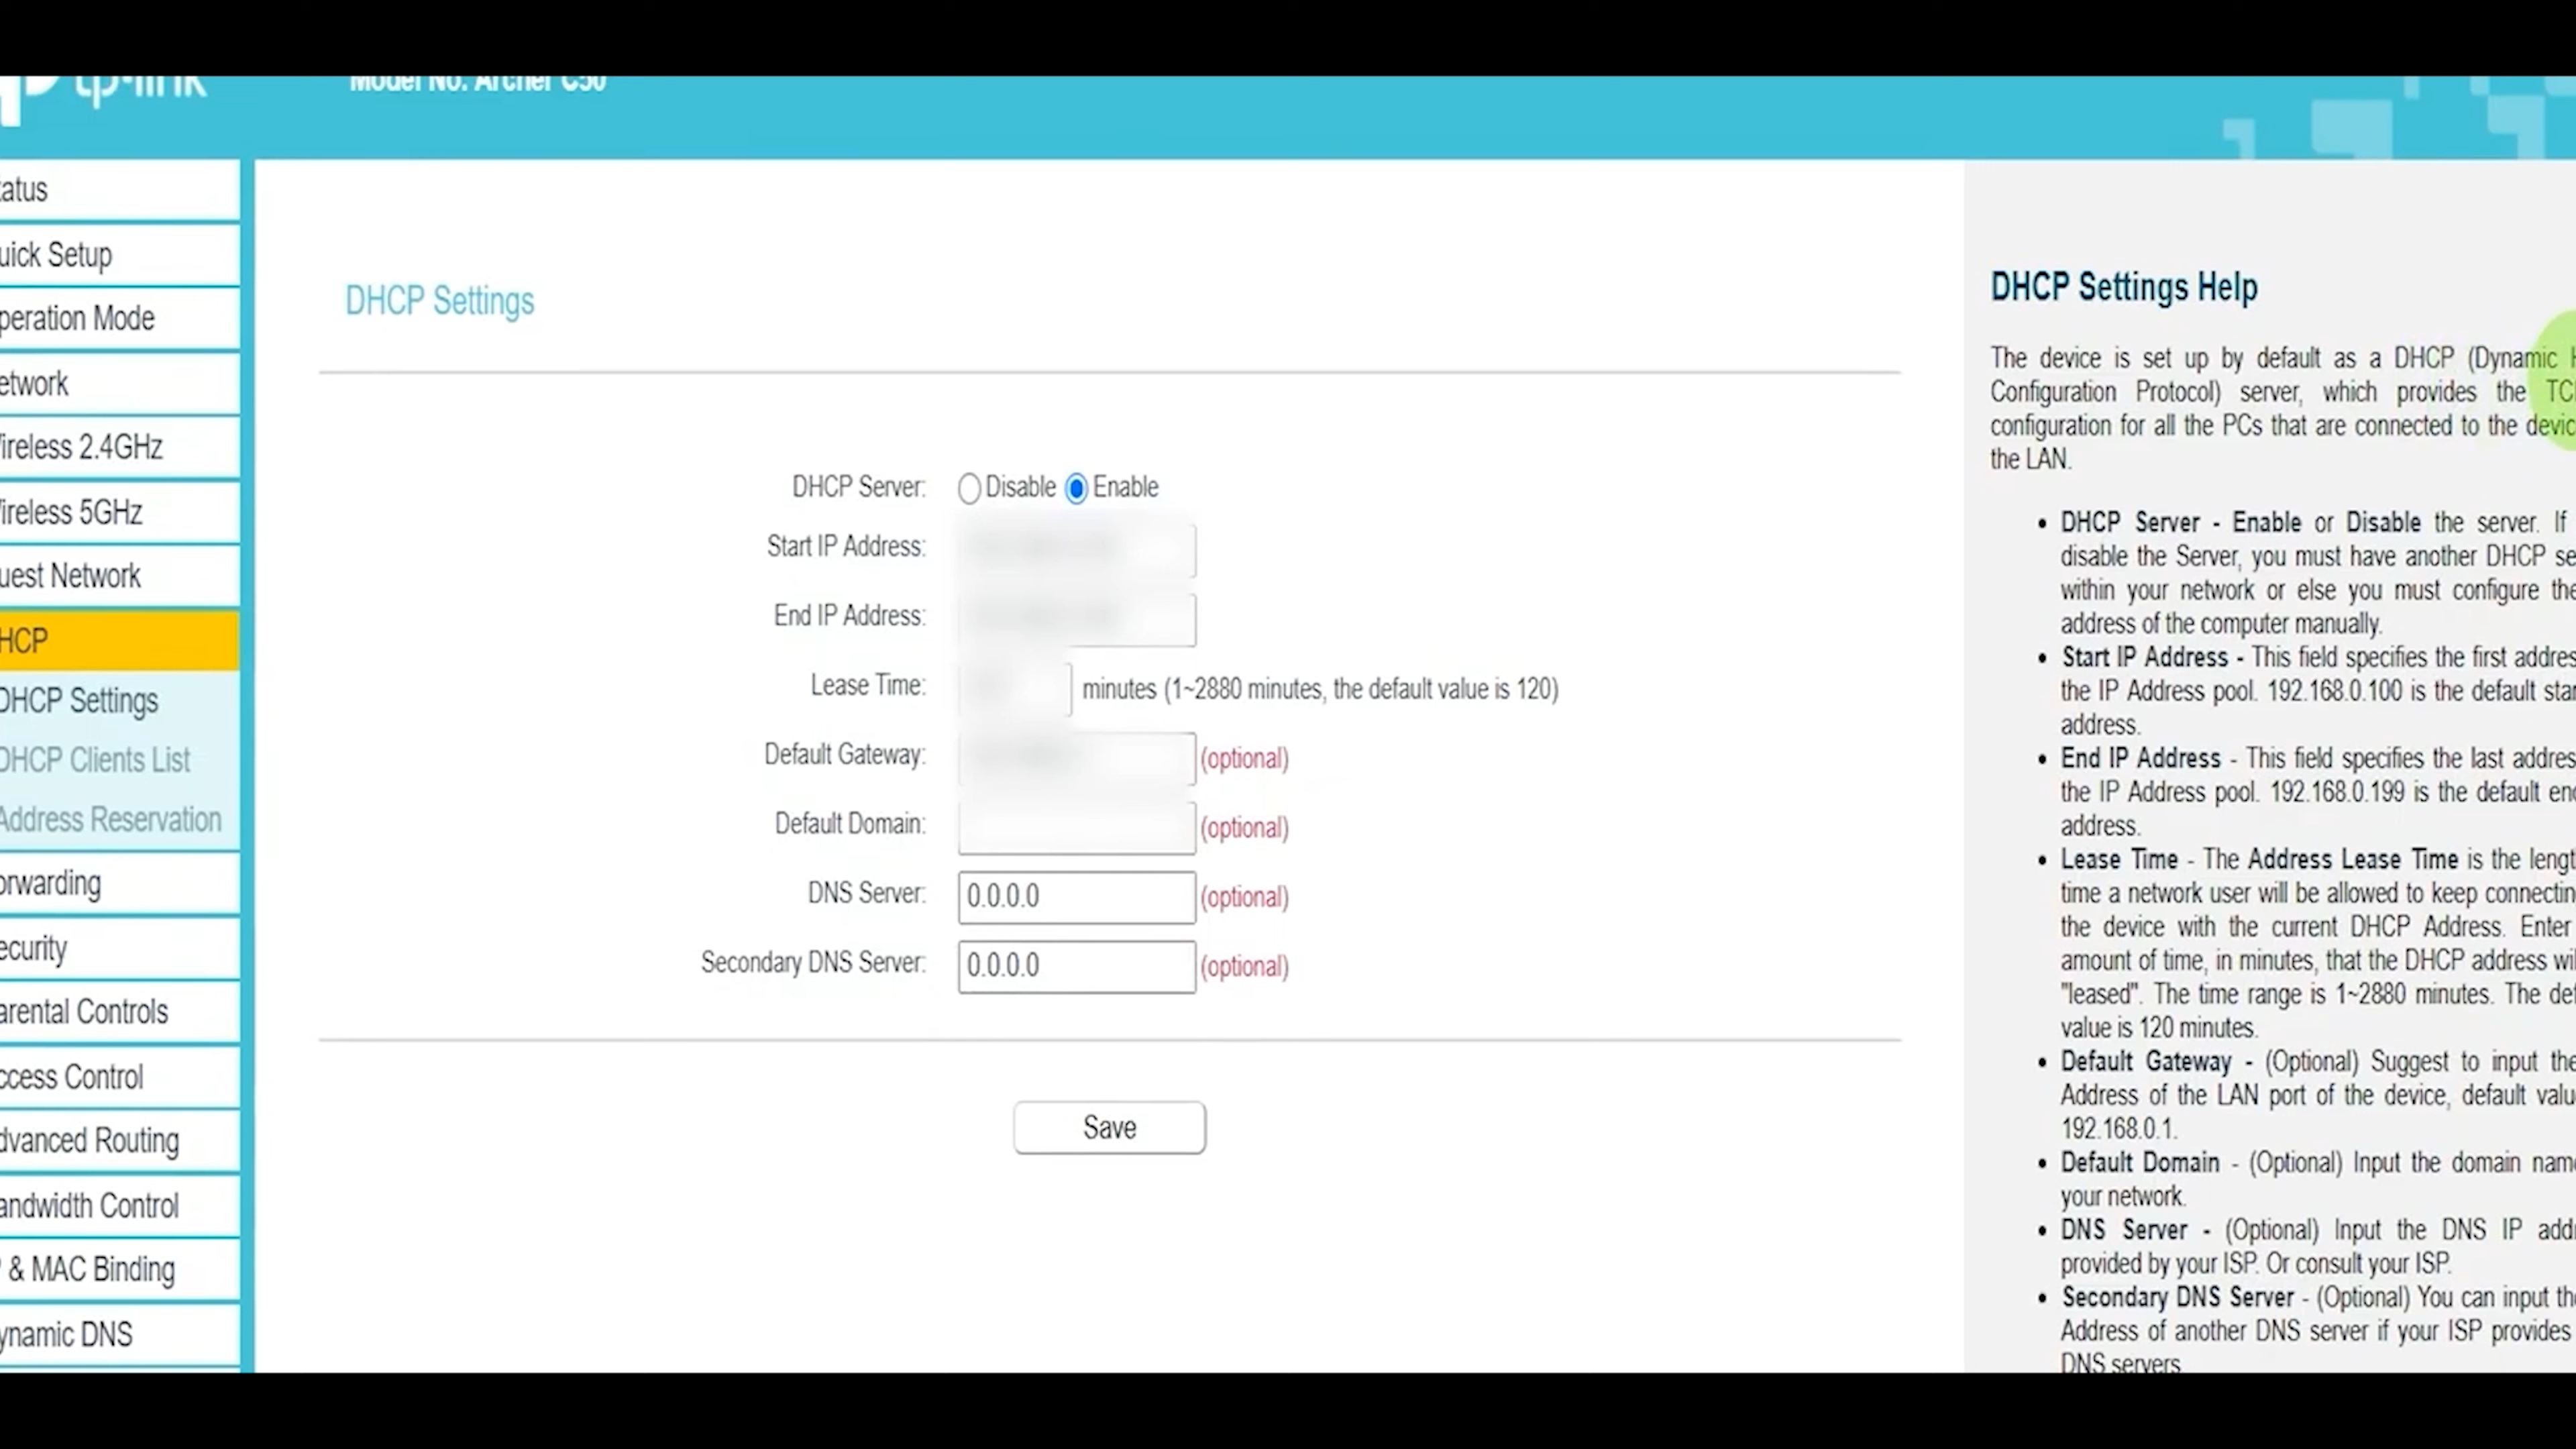 tp-link
Model No. Archer C50
tatus
uick Setup
peration Mode
etwork
ireless 2.4GHz
ireless 5GHz
uest Network
HCP
DHCP Settings
DHCP Clients List
Address Reservation
orwarding
ecurity
arental Controls
ccess Control
dvanced Routing
andwidth Control
P & MAC Binding
ynamic DNS
DHCP Settings
DHCP Server: Disable Enable
Start IP Address:
End IP Address:
Lease Time: minutes (1~2880 minutes, the default value is 120)
Default Gateway: (optional)
Default Domain: (optional)
DNS Server: 0.0.0.0 (optional)
Secondary DNS Server: 0.0.0.0 (optional)
Save
DHCP Settings Help
The device is set up by default as a DHCP (Dynamic H
Configuration Protocol) server, which provides the TC
configuration for all the PCs that are connected to the devic
the LAN.
• DHCP Server - Enable or Disable the server. If
disable the Server, you must have another DHCP se
within your network or else you must configure the
address of the computer manually.
• Start IP Address - This field specifies the first addres
the IP Address pool. 192.168.0.100 is the default star
address.
• End IP Address - This field specifies the last address
the IP Address pool. 192.168.0.199 is the default end
address.
• Lease Time - The Address Lease Time is the lengt
time a network user will be allowed to keep connectin
the device with the current DHCP Address. Enter
amount of time, in minutes, that the DHCP address wil
"leased". The time range is 1~2880 minutes. The def
value is 120 minutes.
• Default Gateway - (Optional) Suggest to input the
Address of the LAN port of the device, default valu
192.168.0.1.
• Default Domain - (Optional) Input the domain name
your network.
• DNS Server - (Optional) Input the DNS IP addr
provided by your ISP. Or consult your ISP.
• Secondary DNS Server - (Optional) You can input the
Address of another DNS server if your ISP provides
DNS servers